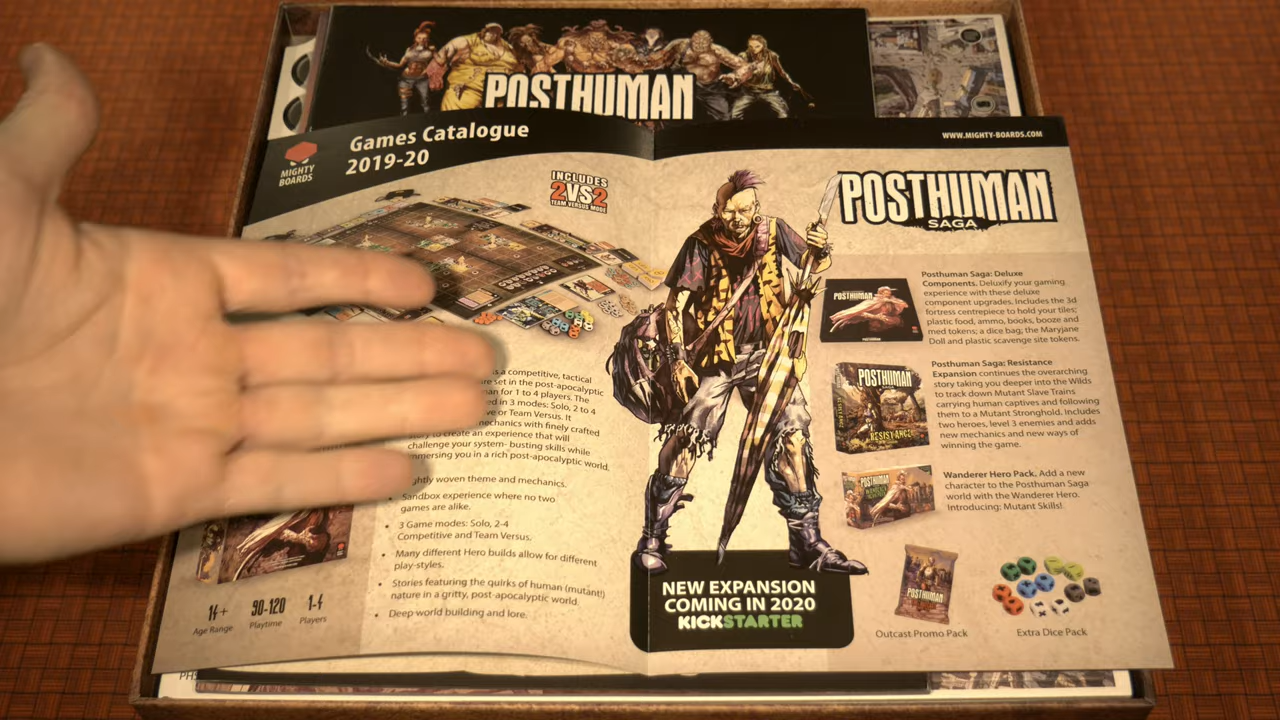 POSTHUMAN
MIGHTY
BOARDS
Games Catalogue
2019-20
WWW.MIGHTY-BOARDS.COM
INCLUDES
2VS2
TEAM VERSUS MODE
s a competitive, tactical
set in the post-apocalyptic
for 1 to 4 players. The
in 3 modes: Solo, 2 to 4
or Team Versus. It
mechanics with finely crafted
story to create an experience that will
challenge your system- busting skills while
immersing you in a rich post-apocalyptic world.
woven theme and mechanics.
Sandbox experience where no two
games are alike.
• 3 Game modes: Solo, 2-4
Competitive and Team Versus.
• Many different Hero builds allow for different
play-styles.
• Stories featuring the quirks of human (mutant!)
nature in a gritty, post-apocalyptic world.
• Deep world building and lore.
14+
Age Range
90-120
Playtime
1-4
Players
POSTHUMAN
SAGA
POSTHUMAN
Posthuman Saga: Deluxe
Components. Deluxify your gaming
experience with these deluxe
component upgrades. Includes the 3d
fortress centrepiece to hold your tiles;
plastic food, ammo, books, booze and
med tokens; a dice bag; the Maryjane
Doll and plastic scavenge site tokens.
POSTHUMAN
RESISTANCE
Posthuman Saga: Resistance
Expansion continues the overarching
story taking you deeper into the Wilds
to track down Mutant Slave Trains
carrying human captives and following
them to a Mutant Stronghold. Includes
two heroes, level 3 enemies and adds
new mechanics and new ways of
winning the game.
POSTHUMAN
Wanderer Hero Pack. Add a new
character to the Posthuman Saga
world with the Wanderer Hero.
Introducing: Mutant Skills!
POSTHUMAN
Outcast Promo Pack
Extra Dice Pack
NEW EXPANSION
COMING IN 2020
KICKSTARTER